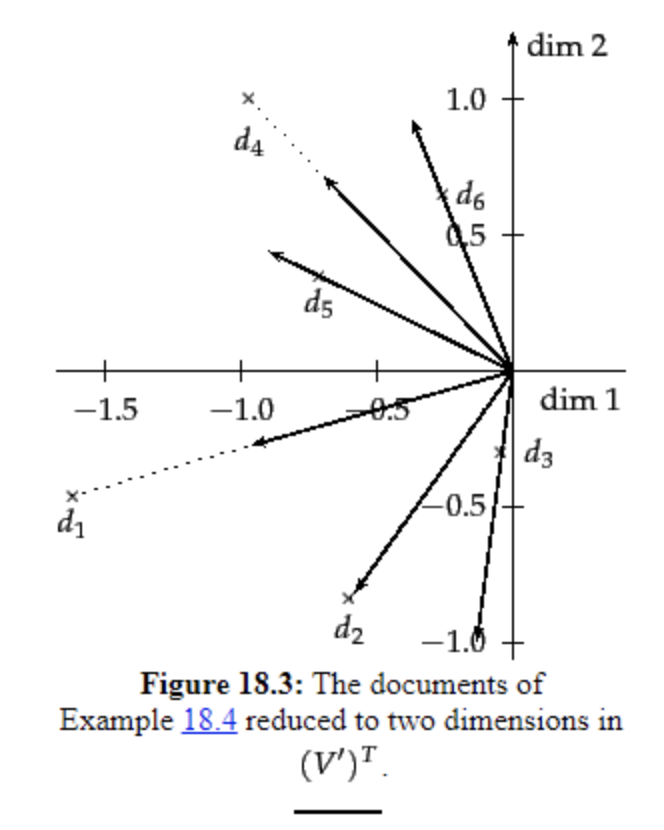 dim 2
1.0
d₄
d₆
0.5
d₅
−1.5 −1.0 −0.5 dim 1
d₃
−0.5
d₁
d₂
−1.0
Figure 18.3: The documents of
Example 18.4 reduced to two dimensions in
(V′)ᵀ.